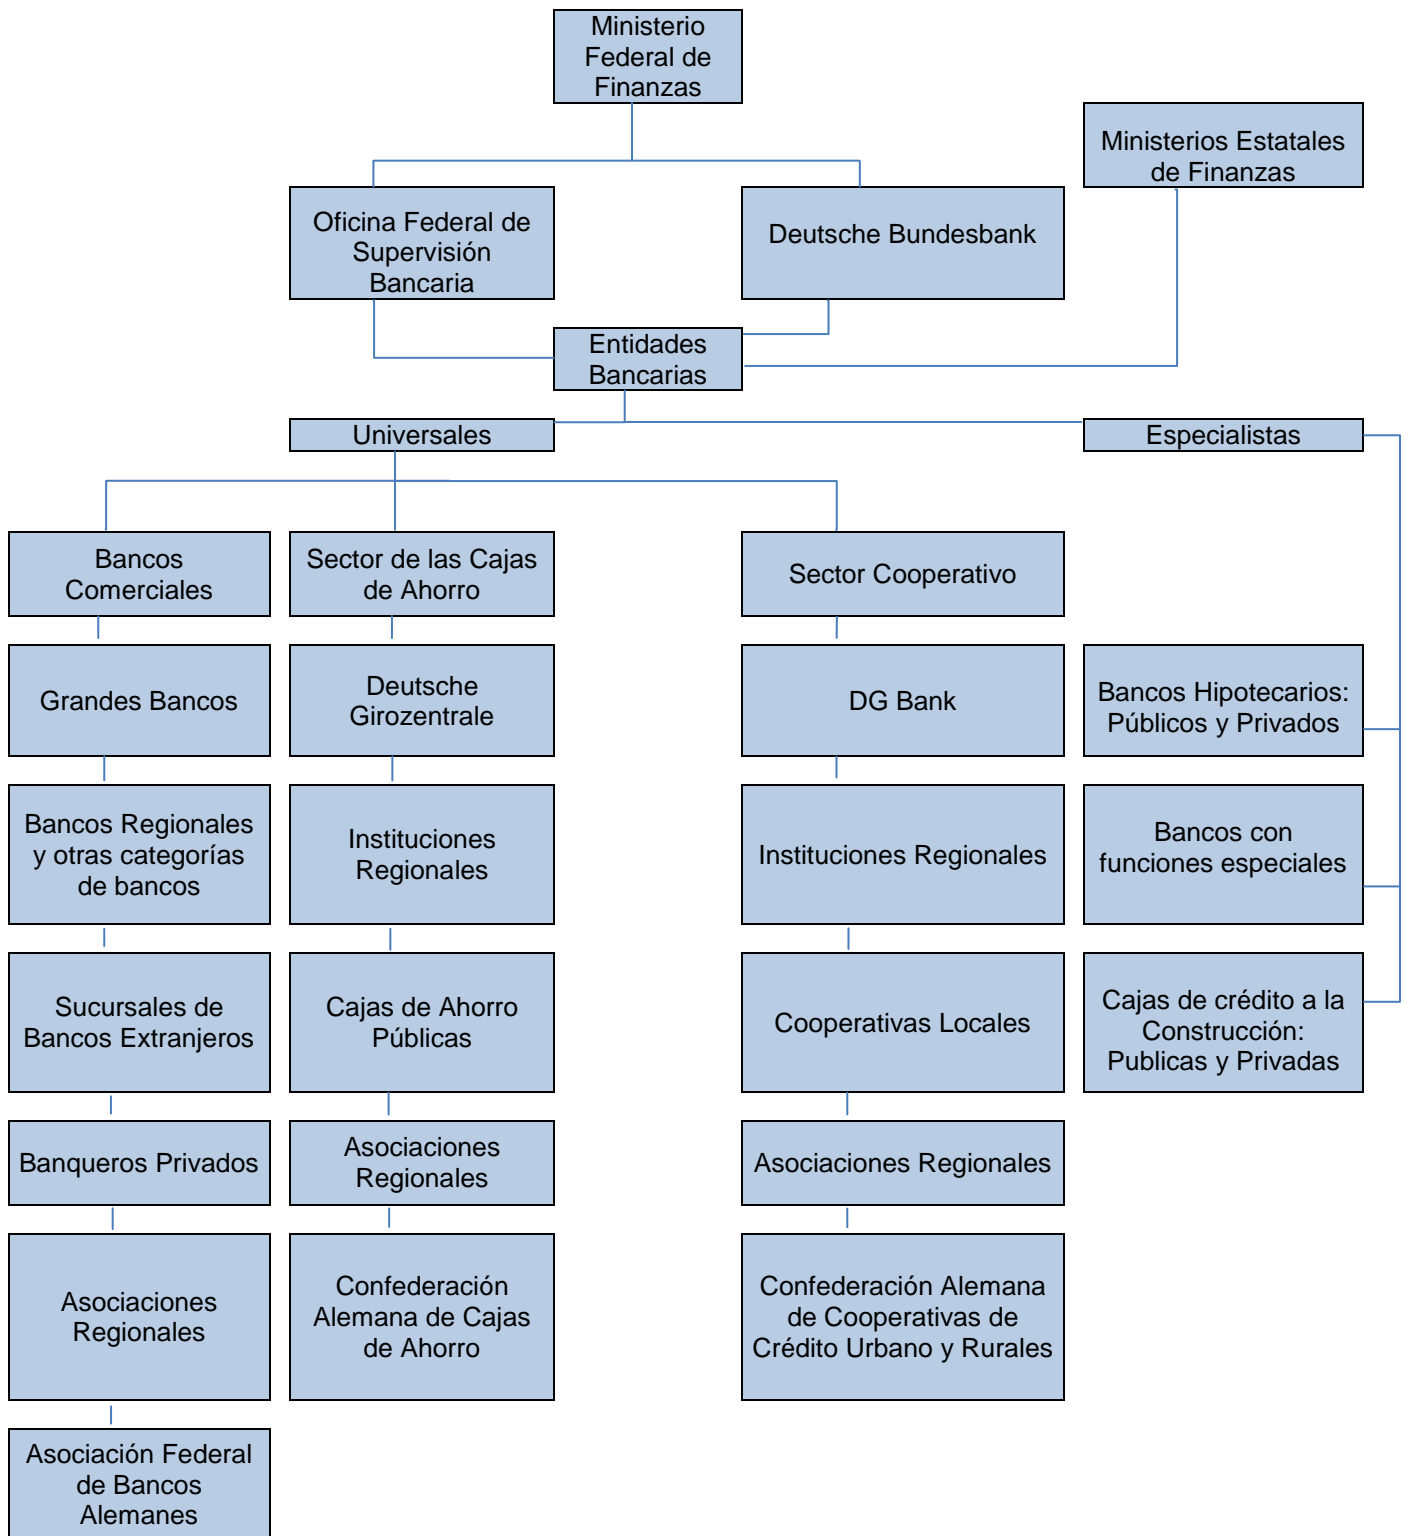 Ministerio
Federal de
Finanzas
Ministerios Estatales
de Finanzas
Oficina Federal de
Supervisión
Bancaria
Deutsche Bundesbank
Entidades
Bancarias
Universales
Especialistas
Bancos
Comerciales
Sector de las Cajas
de Ahorro
Sector Cooperativo
Grandes Bancos
Deutsche
Girozentrale
DG Bank
Bancos Hipotecarios:
Públicos y Privados
Bancos Regionales
y otras categorías
de bancos
Instituciones
Regionales
Instituciones Regionales
Bancos con
funciones especiales
Sucursales de
Bancos Extranjeros
Cajas de Ahorro
Públicas
Cooperativas Locales
Cajas de crédito a la
Construcción:
Publicas y Privadas
Banqueros Privados
Asociaciones
Regionales
Asociaciones Regionales
Asociaciones
Regionales
Confederación
Alemana de Cajas
de Ahorro
Confederación Alemana
de Cooperativas de
Crédito Urbano y Rurales
Asociación Federal
de Bancos
Alemanes